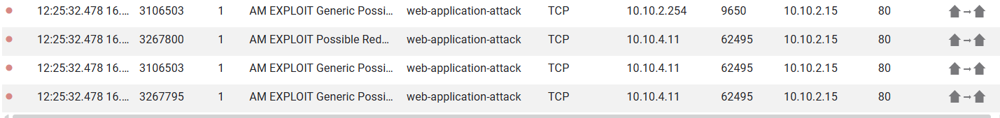 12:25:32.478 16.... 3106503 1 AM EXPLOIT Generic Possi... web-application-attack TCP 10.10.2.254 9650 10.10.2.15 80
12:25:32.478 16.... 3267800 1 AM EXPLOIT Possible Red... web-application-attack TCP 10.10.4.11 62495 10.10.2.15 80
12:25:32.478 16.... 3106503 1 AM EXPLOIT Generic Possi... web-application-attack TCP 10.10.4.11 62495 10.10.2.15 80
12:25:32.478 16.... 3267795 1 AM EXPLOIT Generic Possi... web-application-attack TCP 10.10.4.11 62495 10.10.2.15 80